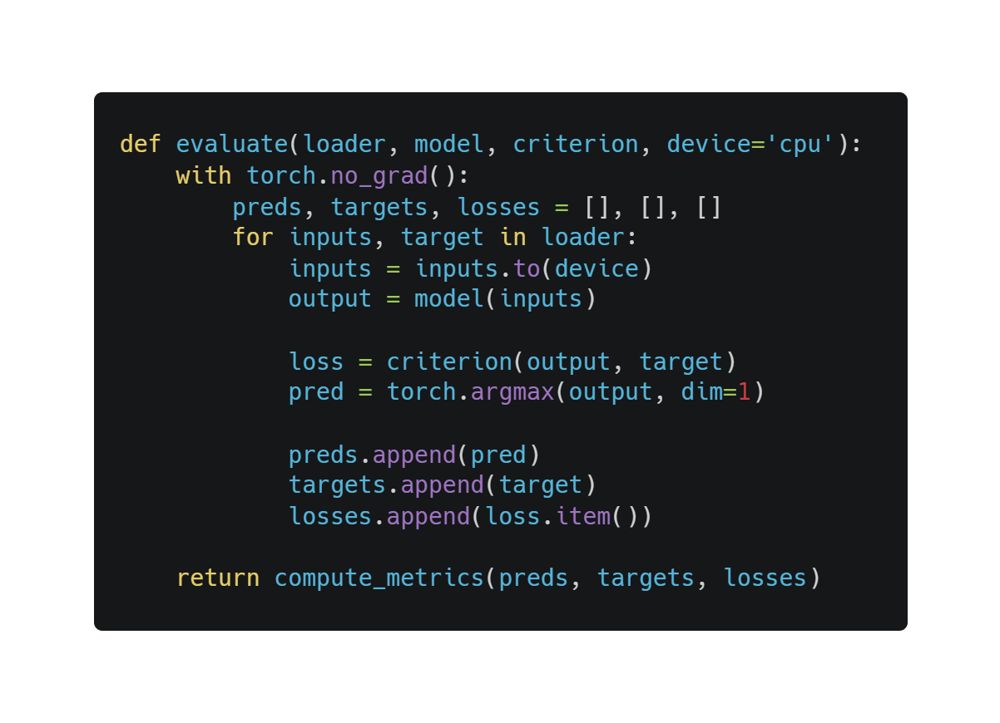 def evaluate(loader, model, criterion, device='cpu'):
    with torch.no_grad():
        preds, targets, losses = [], [], []
        for inputs, target in loader:
            inputs = inputs.to(device)
            output = model(inputs)

            loss = criterion(output, target)
            pred = torch.argmax(output, dim=1)

            preds.append(pred)
            targets.append(target)
            losses.append(loss.item())

    return compute_metrics(preds, targets, losses)